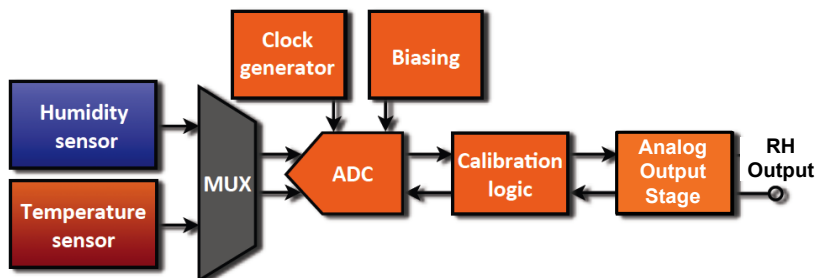 Clock
generator
Biasing
Humidity
sensor
MUX
ADC
Calibration
logic
Analog
Output
Stage
RH
Output
Temperature
sensor